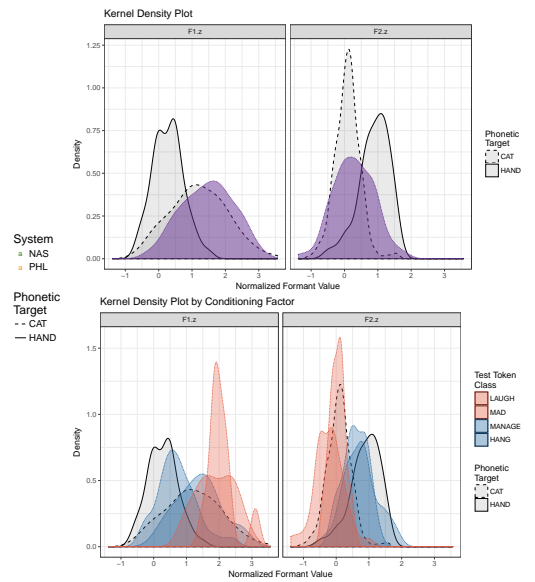 Kernel Density Plot
F1.z
F2.z
1.25
1.00
0.75
0.50
0.25
0.00
Density
−1 0 1 2 3
−1 0 1 2 3
Normalized Formant Value
Phonetic
Target
CAT
HAND
System
NAS
PHL
Phonetic
Target
CAT
HAND
Kernel Density Plot by Conditioning Factor
F1.z
F2.z
1.5
1.0
0.5
0.0
Density
−1 0 1 2 3
−1 0 1 2 3
Normalized Formant Value
Test Token
Class
LAUGH
MAD
MANAGE
HANG
Phonetic
Target
CAT
HAND